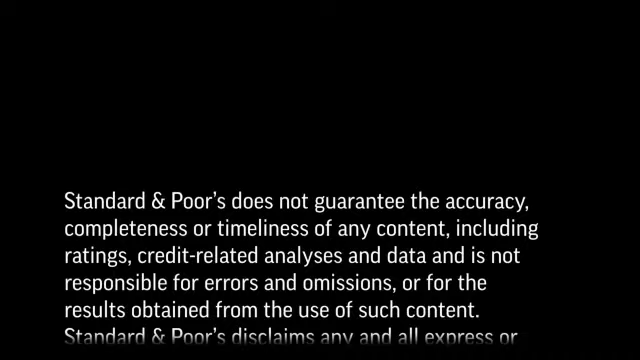 Standard & Poor’s does not guarantee the accuracy,
completeness or timeliness of any content, including
ratings, credit-related analyses and data and is not
responsible for errors and omissions, or for the
results obtained from the use of such content.
Standard & Poor’s disclaims any and all express or